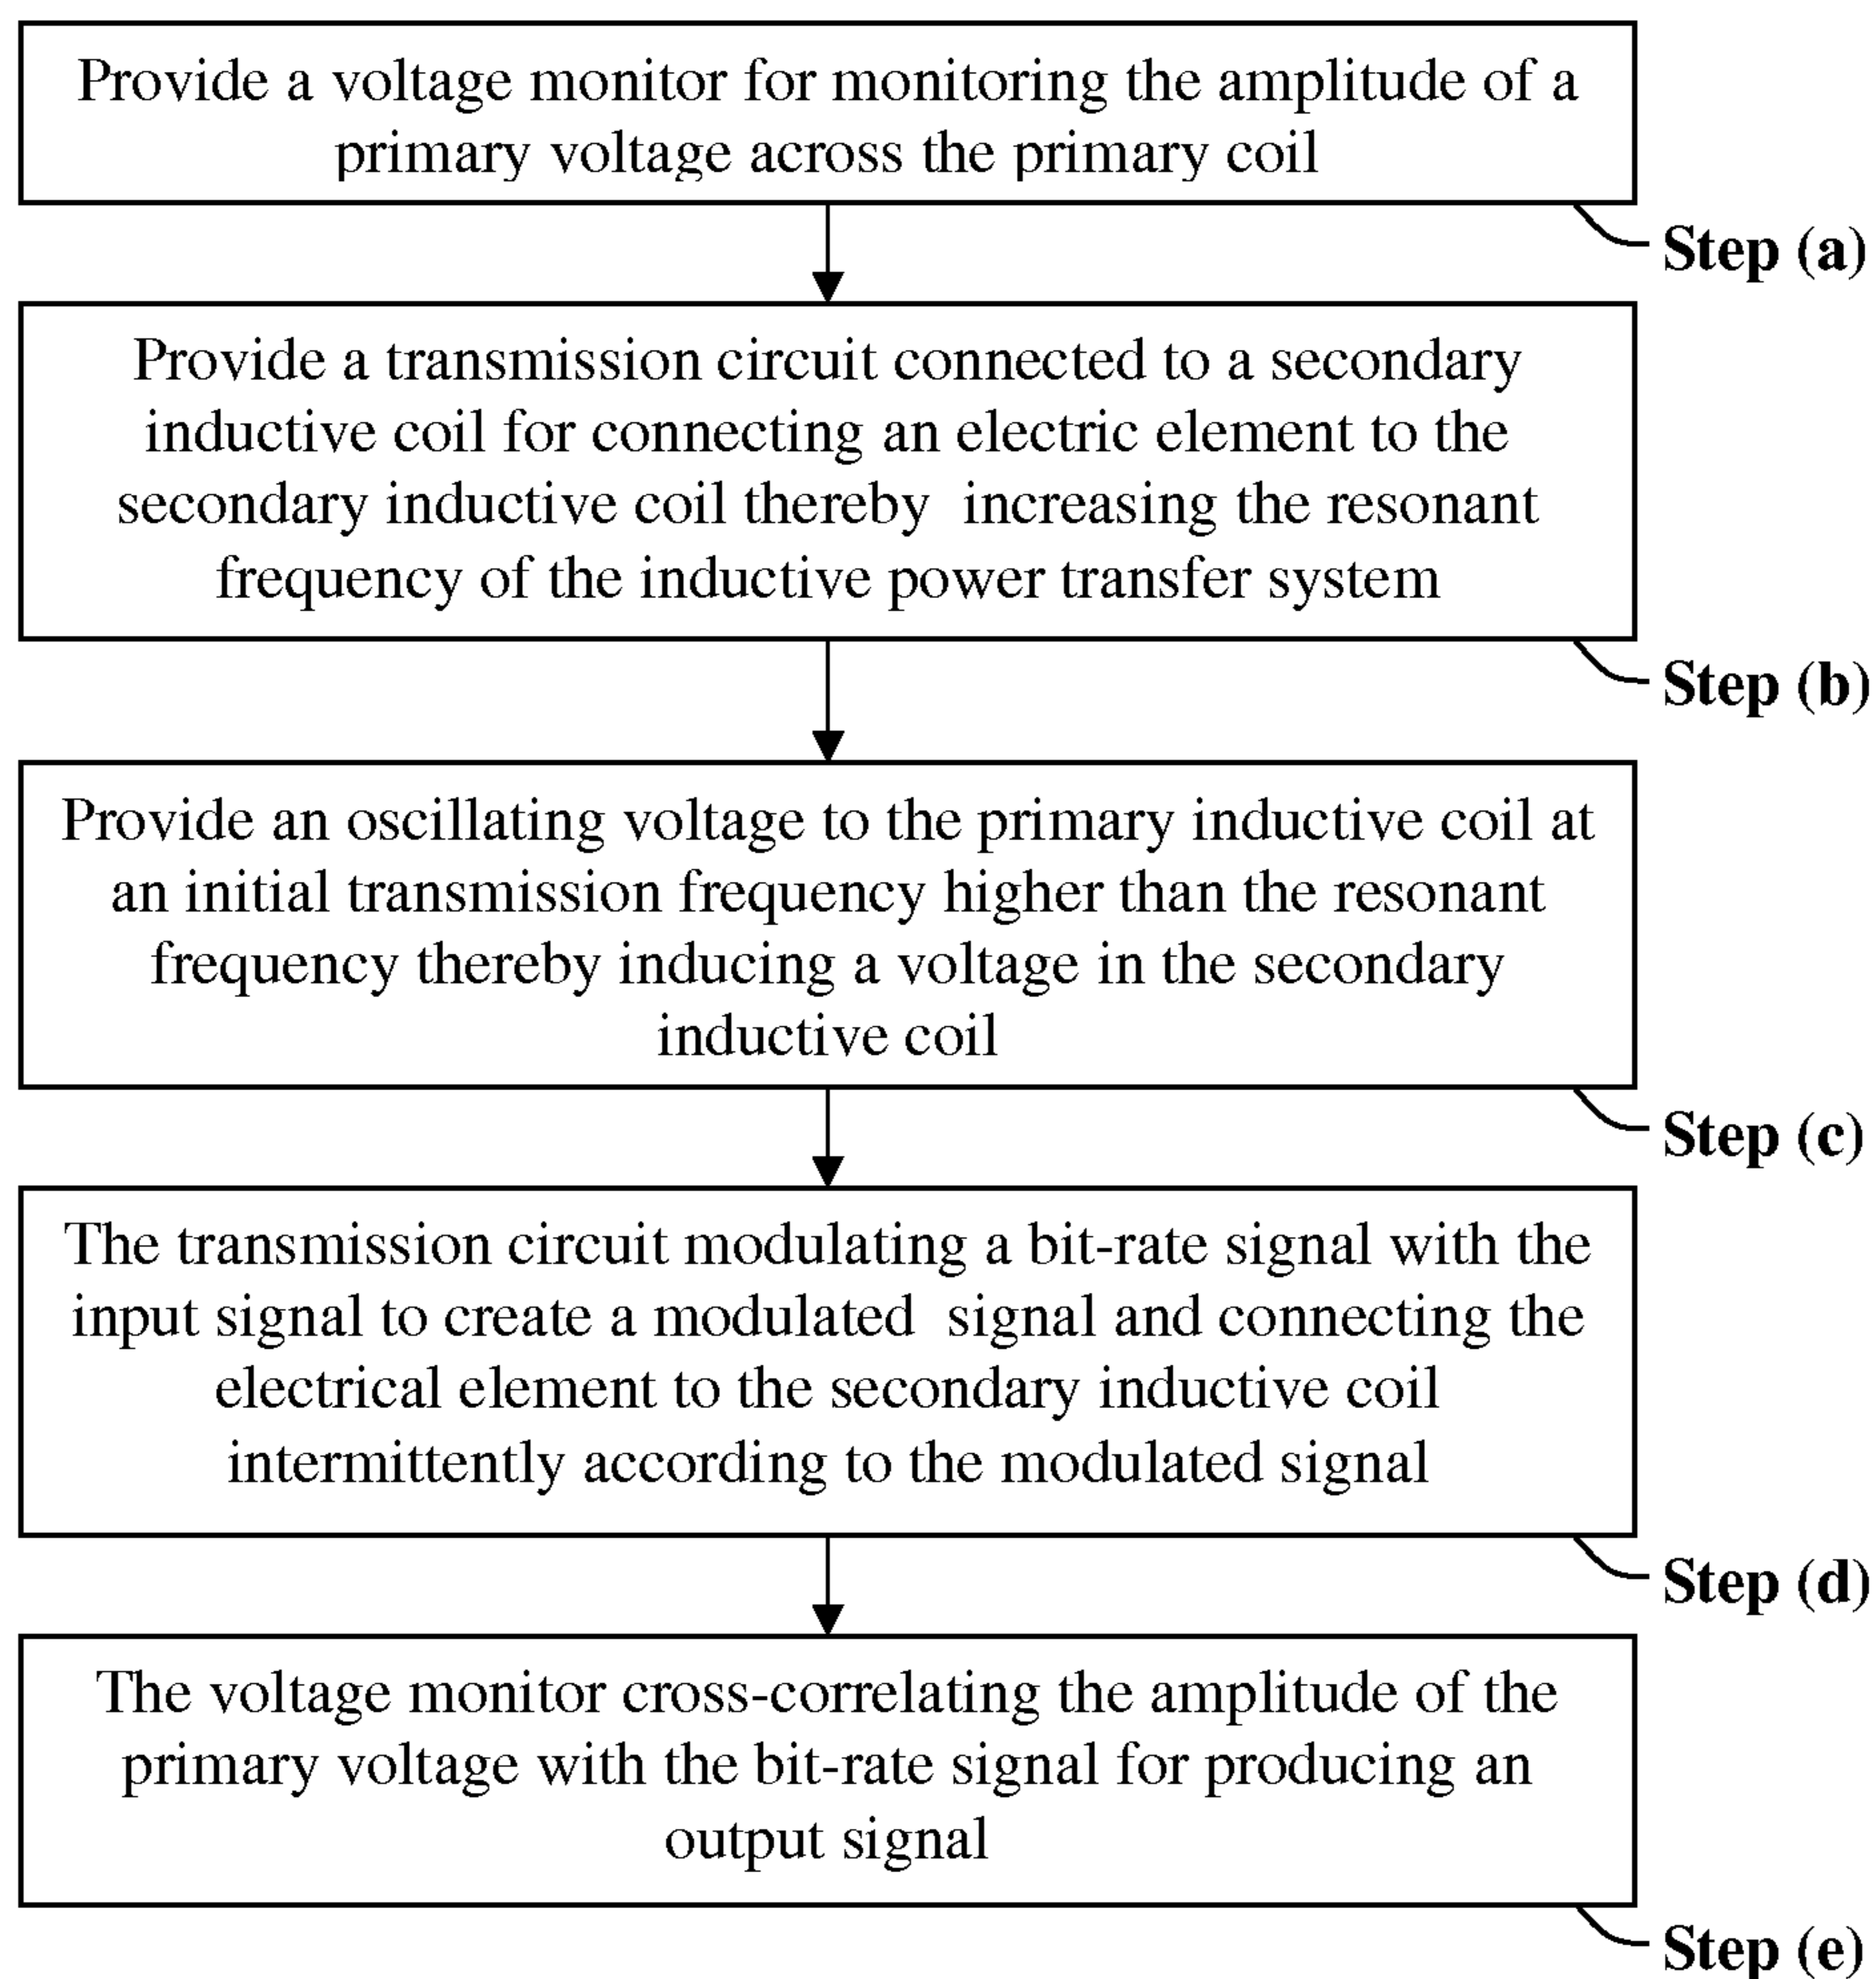 Provide a voltage monitor for monitoring the amplitude of a
primary voltage across the primary coil
Step (a)
Provide a transmission circuit connected to a secondary
inductive coil for connecting an electric element to the
secondary inductive coil thereby increasing the resonant
frequency of the inductive power transfer system
Step (b)
Provide an oscillating voltage to the primary inductive coil at
an initial transmission frequency higher than the resonant
frequency thereby inducing a voltage in the secondary
inductive coil
Step (c)
The transmission circuit modulating a bit-rate signal with the
input signal to create a modulated signal and connecting the
electrical element to the secondary inductive coil
intermittently according to the modulated signal
Step (d)
The voltage monitor cross-correlating the amplitude of the
primary voltage with the bit-rate signal for producing an
output signal
Step (e)